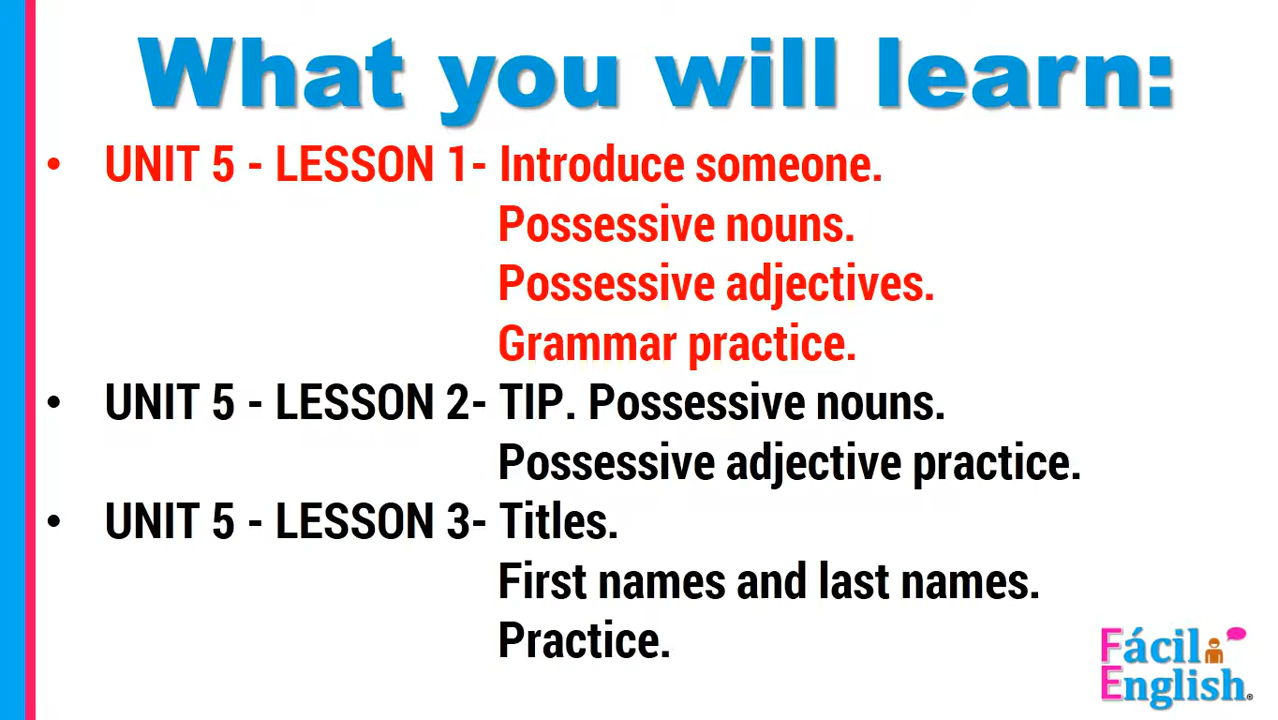 What you will learn:
• UNIT 5 - LESSON 1- Introduce someone.
Possessive nouns.
Possessive adjectives.
Grammar practice.
• UNIT 5 - LESSON 2- TIP. Possessive nouns.
Possessive adjective practice.
• UNIT 5 - LESSON 3- Titles.
First names and last names.
Practice.
Fácil
English®